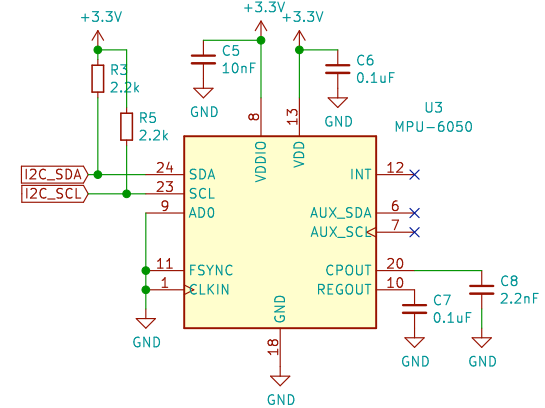 +3.3V
+3.3V
+3.3V
C5
10nF
GND
C6
0.1uF
GND
R3
2.2k
R5
2.2k
U3
MPU-6050
8
13
VDDIO
VDD
I2C_SDA
24
SDA
INT
12
I2C_SCL
23
SCL
9
AD0
AUX_SDA
6
AUX_SCL
7
11
FSYNC
CPOUT
20
1
CLKIN
REGOUT
10
GND
18
C8
2.2nF
C7
0.1uF
GND
GND
GND
GND